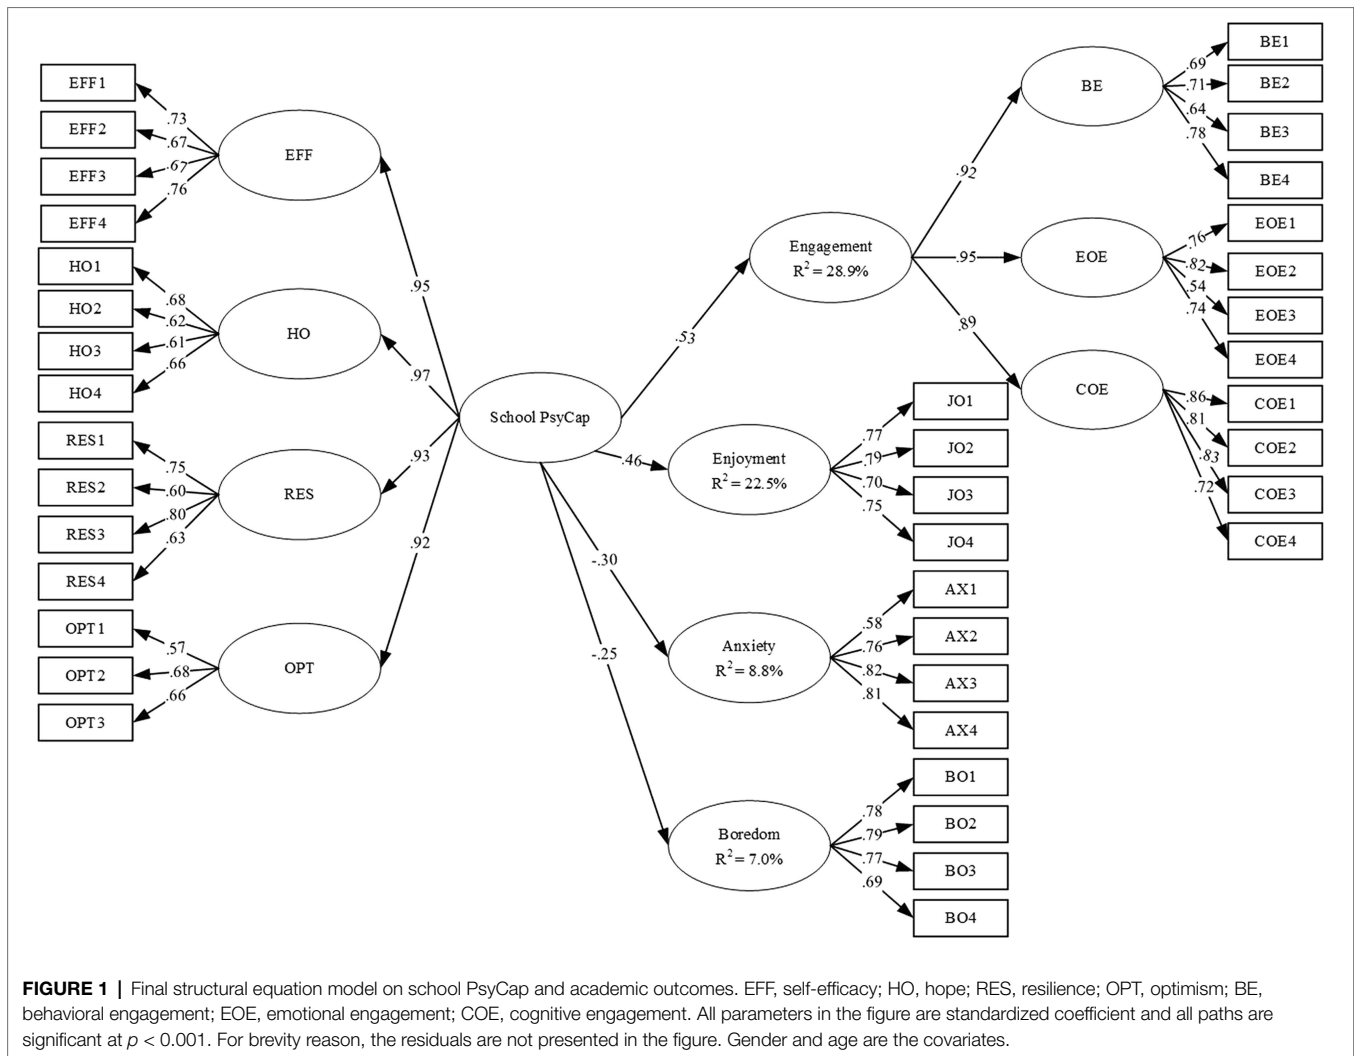 EFF1
EFF2
EFF3
EFF4
.73
.67
.67
.76
EFF
HO1
HO2
HO3
HO4
.68
.62
.61
.66
HO
RES1
RES2
RES3
RES4
.75
.60
.80
.63
RES
OPT1
OPT2
OPT3
.57
.68
.66
OPT
.95
.97
.93
.92
School PsyCap
.53
.46
-.30
-.25
Engagement
R² = 28.9%
.92
.95
.89
BE
.69
.71
.64
.78
BE1
BE2
BE3
BE4
EOE
.76
.82
.54
.74
EOE1
EOE2
EOE3
EOE4
COE
.86
.81
.83
.72
COE1
COE2
COE3
COE4
Enjoyment
R² = 22.5%
.77
.79
.70
.75
JO1
JO2
JO3
JO4
Anxiety
R² = 8.8%
.58
.76
.82
.81
AX1
AX2
AX3
AX4
Boredom
R² = 7.0%
.78
.79
.77
.69
BO1
BO2
BO3
BO4
FIGURE 1 | Final structural equation model on school PsyCap and academic outcomes. EFF, self-efficacy; HO, hope; RES, resilience; OPT, optimism; BE,
behavioral engagement; EOE, emotional engagement; COE, cognitive engagement. All parameters in the figure are standardized coefficient and all paths are
significant at p < 0.001. For brevity reason, the residuals are not presented in the figure. Gender and age are the covariates.